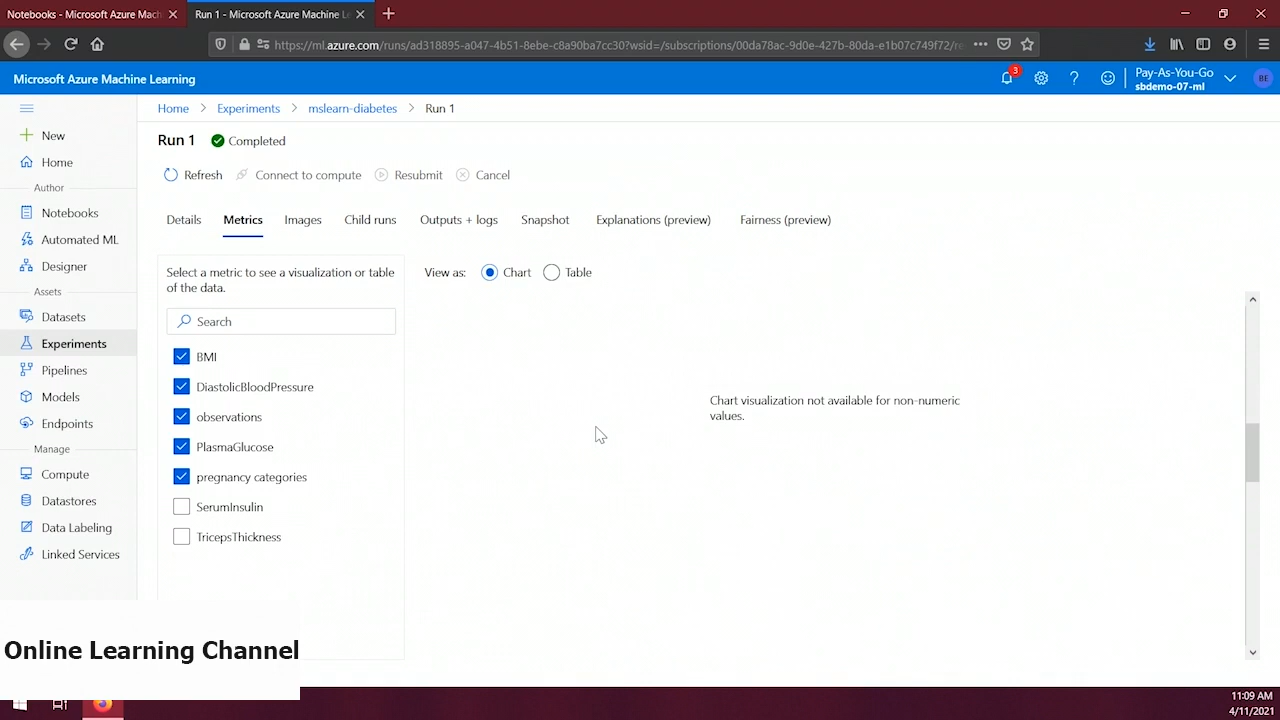 Notebooks - Microsoft Azure Mach
Run 1 - Microsoft Azure Machine Le
https://ml.azure.com/runs/ad318895-a047-4b51-8ebe-c8a90ba7cc30?wsid=/subscriptions/00da78ac-9d0e-427b-80da-e1b07c749f72/re
Microsoft Azure Machine Learning
3
Pay-As-You-Go
sbdemo-07-ml
BE
Home > Experiments > mslearn-diabetes > Run 1
New
Home
Author
Notebooks
Automated ML
Designer
Assets
Datasets
Experiments
Pipelines
Models
Endpoints
Manage
Compute
Datastores
Data Labeling
Linked Services
Run 1 Completed
Refresh Connect to compute Resubmit Cancel
Details Metrics Images Child runs Outputs + logs Snapshot Explanations (preview) Fairness (preview)
Select a metric to see a visualization or table
of the data.
Search
BMI
DiastolicBloodPressure
observations
PlasmaGlucose
pregnancy categories
SerumInsulin
TricepsThickness
View as: Chart Table
Chart visualization not available for non-numeric
values.
Online Learning Channel
11:09 AM
4/11/2021